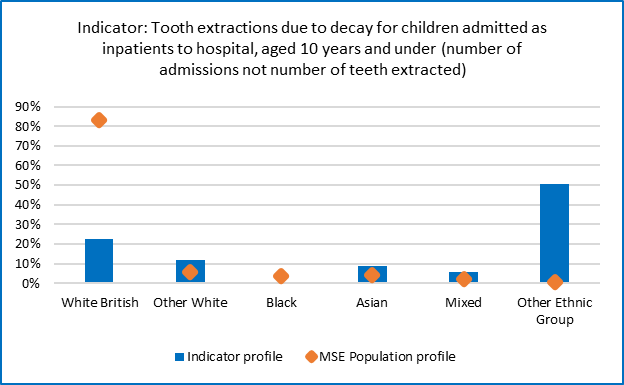 Indicator: Tooth extractions due to decay for children admitted as
inpatients to hospital, aged 10 years and under (number of
admissions not number of teeth extracted)
90%
80%
70%
60%
50%
40%
30%
20%
10%
0%
White British Other White Black Asian Mixed Other Ethnic
Group
Indicator profile MSE Population profile